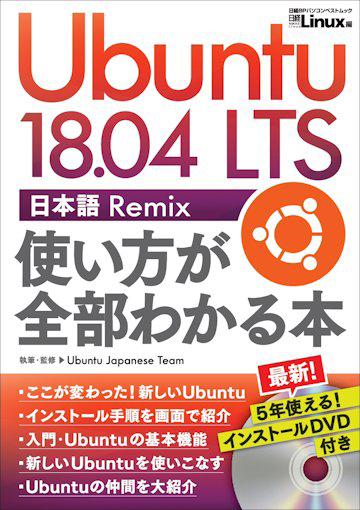 日経BPパソコンベストムック
日経Linux編
Ubuntu
18.04 LTS
日本語 Remix
使い方が
全部わかる本
執筆・監修 ▶ Ubuntu Japanese Team
最新!
5年使える!
インストールDVD
付き
・ここが変わった!新しいUbuntu
・インストール手順を画面で紹介
・入門・Ubuntuの基本機能
・新しいUbuntuを使いこなす
・Ubuntuの仲間を大紹介